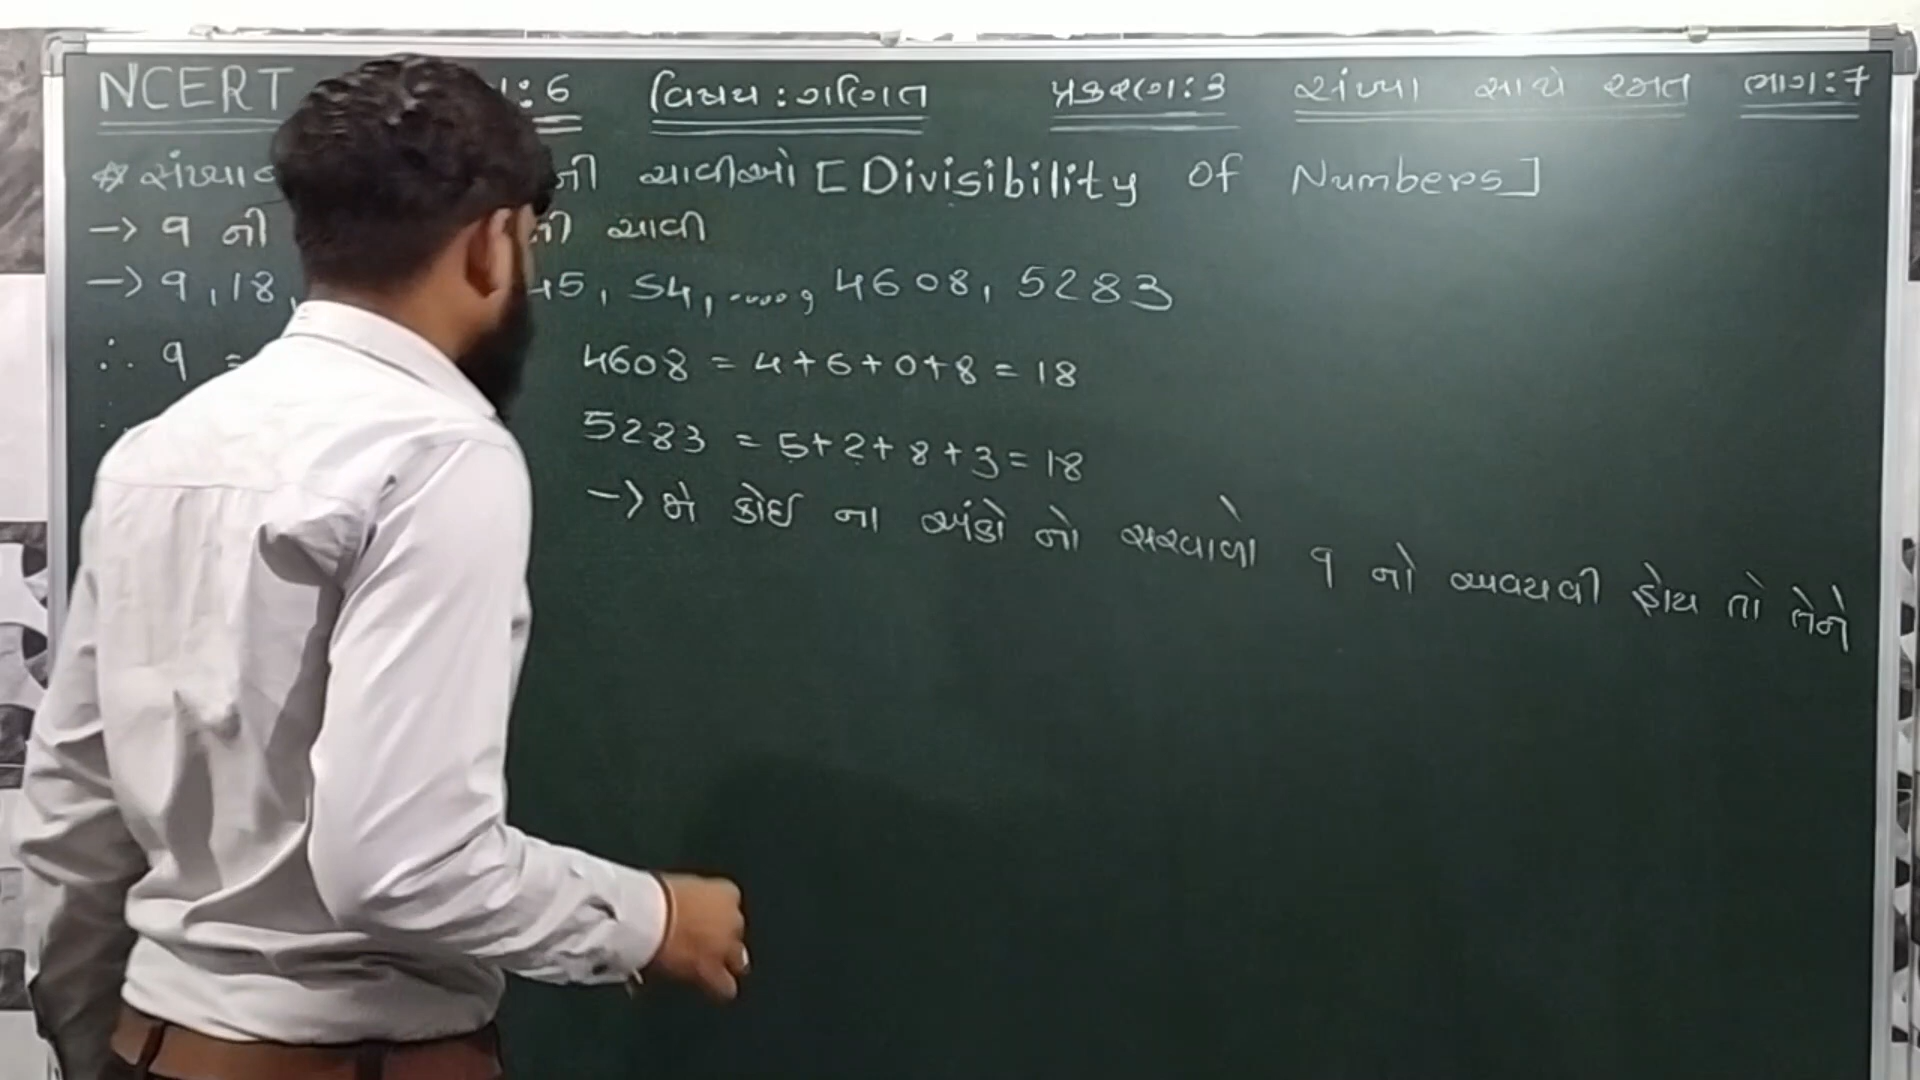 NCERT : 6 વિષય : ગણિત પ્રકરણ : 3 સંખ્યા સાથે રમત ભાગ : 7
ની ચાવીઓ [Divisibility of Numbers]
→ 9 ની ની ચાવી
→ 9, 18, 45, 54, ....., 4608, 5283
∴ 9 = 4608 = 4+6+0+8 = 18
5283 = 5+2+8+3 = 18
→ જો કોઈ ના અંકો નો સરવાળો 9 નો અવયવી હોય તો તેને